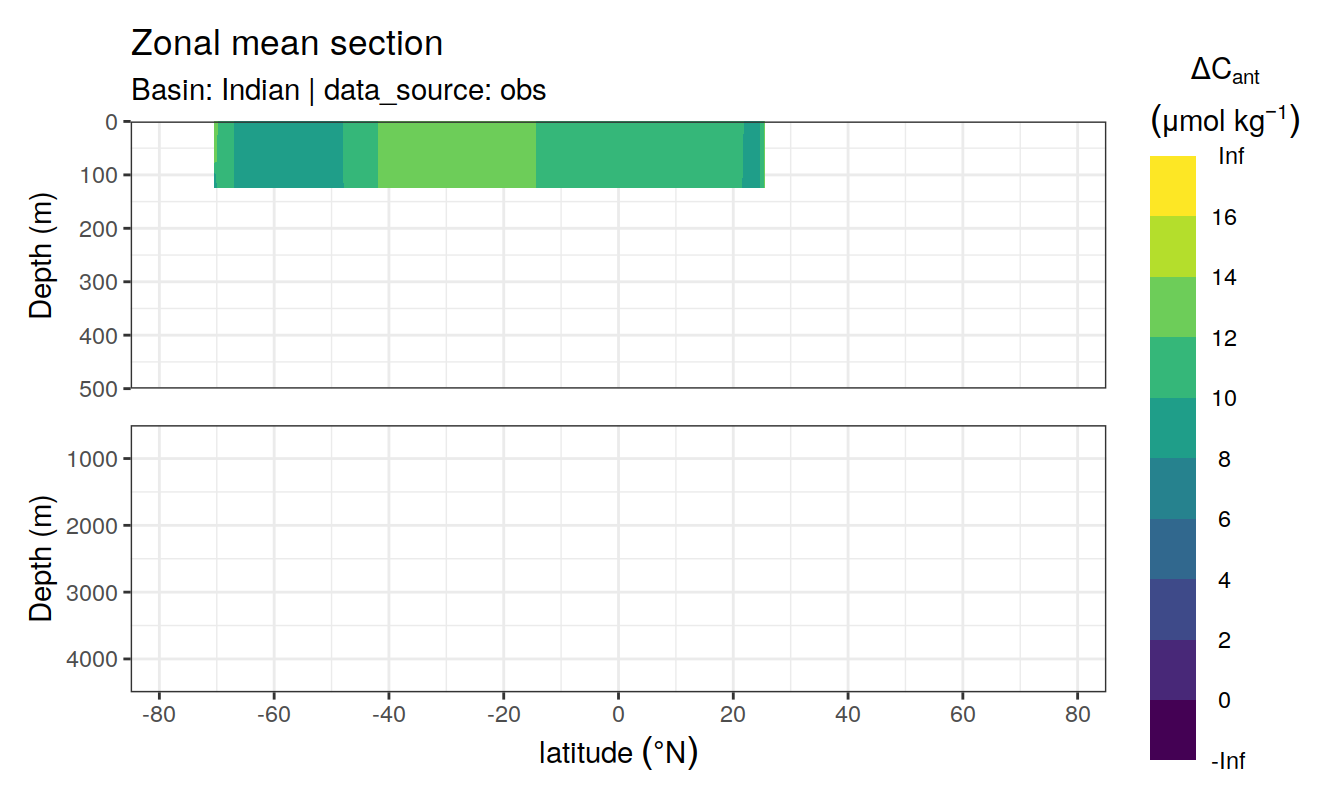 Zonal mean section
Basin: Indian | data_source: obs
Depth (m)
0
100
200
300
400
500
Depth (m)
1000
2000
3000
4000
-80 -60 -40 -20 0 20 40 60 80
latitude (°N)
ΔCant
(μmol kg−1)
Inf
16
14
12
10
8
6
4
2
0
-Inf